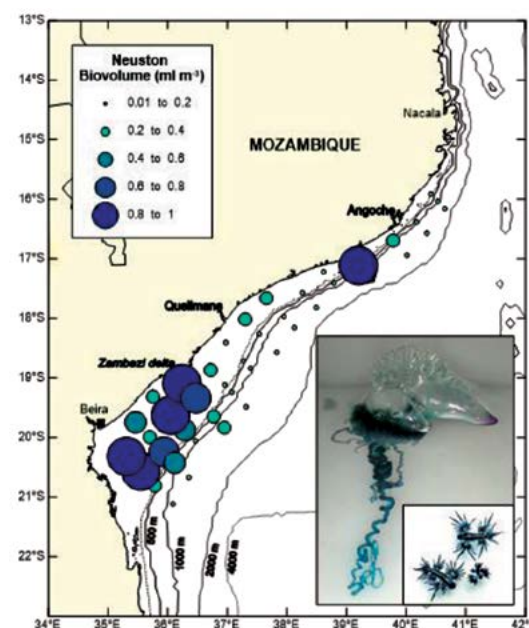 Neuston
Biovolume (ml m⁻³)
0.01 to 0.2
0.2 to 0.4
0.4 to 0.6
0.6 to 0.8
0.8 to 1
13°S
14°S
15°S
16°S
17°S
18°S
19°S
20°S
21°S
22°S
Nacala
MOZAMBIQUE
Angoche
Quelimane
Zambezi delta
Beira
500 m
1000 m
2000 m
4000 m
34°E 35°E 36°E 37°E 38°E 39°E 40°E 41°E 42°E